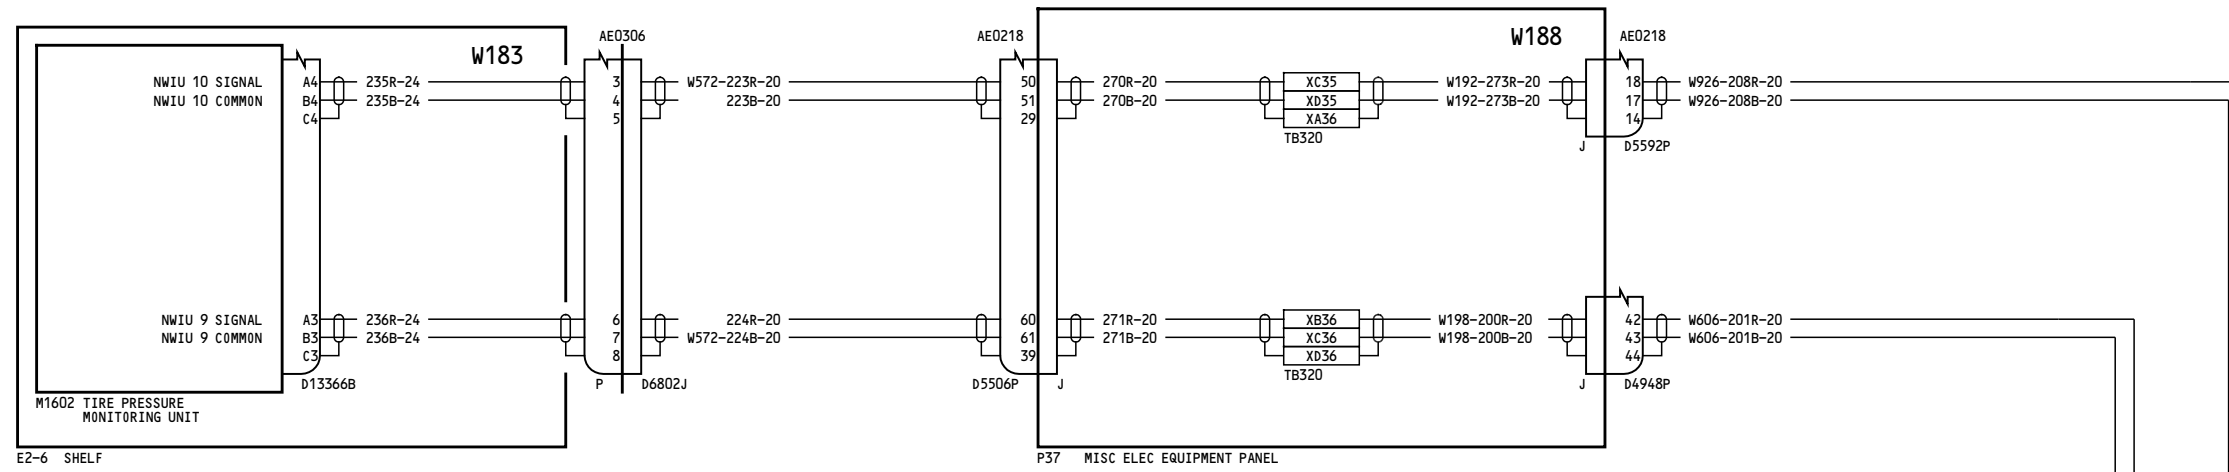 W183
AE0306
AE0218
W188
AE0218
NWIU 10 SIGNAL A4 235R-24 3 W572-223R-20 50 270R-20 XC35 W192-273R-20 18 W926-208R-20
NWIU 10 COMMON B4 235B-24 4 223B-20 51 270B-20 XD35 W192-273B-20 17 W926-208B-20
C4 5 29 XA36 14
TB320 J D5592P
NWIU 9 SIGNAL A3 236R-24 6 224R-20 60 271R-20 XB36 W198-200R-20 42 W606-201R-20
NWIU 9 COMMON B3 236B-24 7 W572-224B-20 61 271B-20 XC36 W198-200B-20 43 W606-201B-20
C3 8 39 XD36 44
TB320
D13366B P D6802J D5506P J J D4948P
M1602 TIRE PRESSURE
MONITORING UNIT
E2-6 SHELF
P37 MISC ELEC EQUIPMENT PANEL